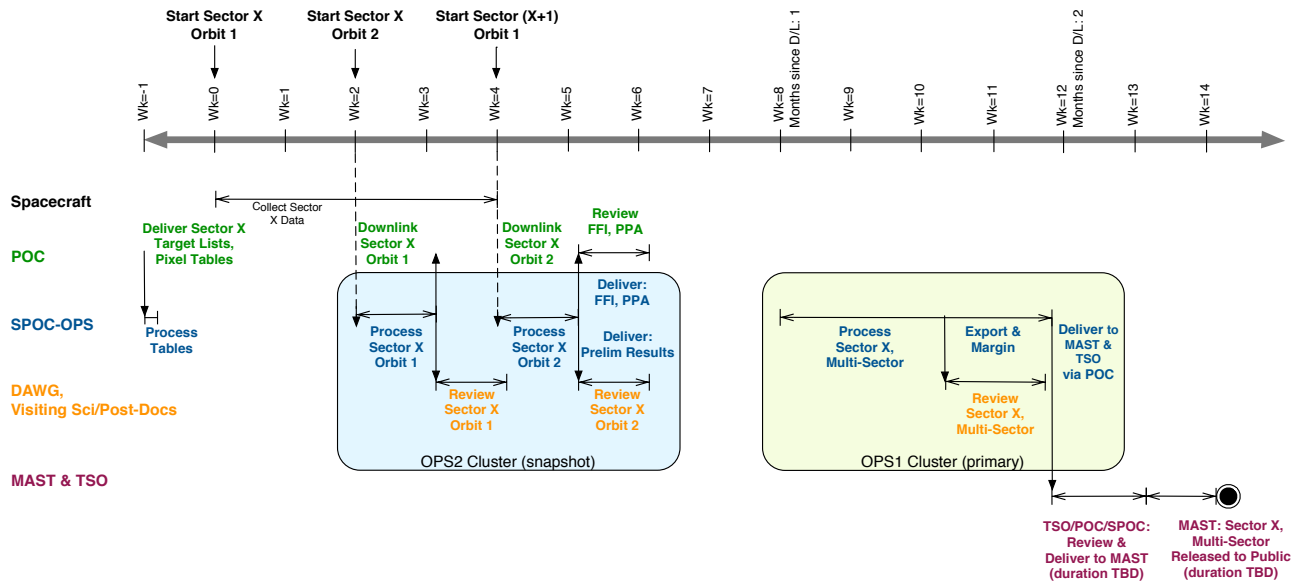 Start Sector X
Orbit 1
Start Sector X
Orbit 2
Start Sector (X+1)
Orbit 1
Wk=-1
Wk=0
Wk=1
Wk=2
Wk=3
Wk=4
Wk=5
Wk=6
Wk=7
Wk=8
Months since D/L: 1
Wk=9
Wk=10
Wk=11
Wk=12
Months since D/L: 2
Wk=13
Wk=14
Spacecraft
Collect Sector
X Data
POC
Deliver Sector X
Target Lists,
Pixel Tables
Downlink
Sector X
Orbit 1
Downlink
Sector X
Orbit 2
Review
FFI, PPA
SPOC-OPS
Process
Tables
Process
Sector X
Orbit 1
Process
Sector X
Orbit 2
Deliver:
FFI, PPA
Deliver:
Prelim Results
Process
Sector X,
Multi-Sector
Export &
Margin
Deliver to
MAST &
TSO
via POC
DAWG,
Visiting Sci/Post-Docs
Review
Sector X
Orbit 1
Review
Sector X
Orbit 2
Review
Sector X,
Multi-Sector
OPS2 Cluster (snapshot)
OPS1 Cluster (primary)
MAST & TSO
TSO/POC/SPOC:
Review &
Deliver to MAST
(duration TBD)
MAST: Sector X,
Multi-Sector
Released to Public
(duration TBD)